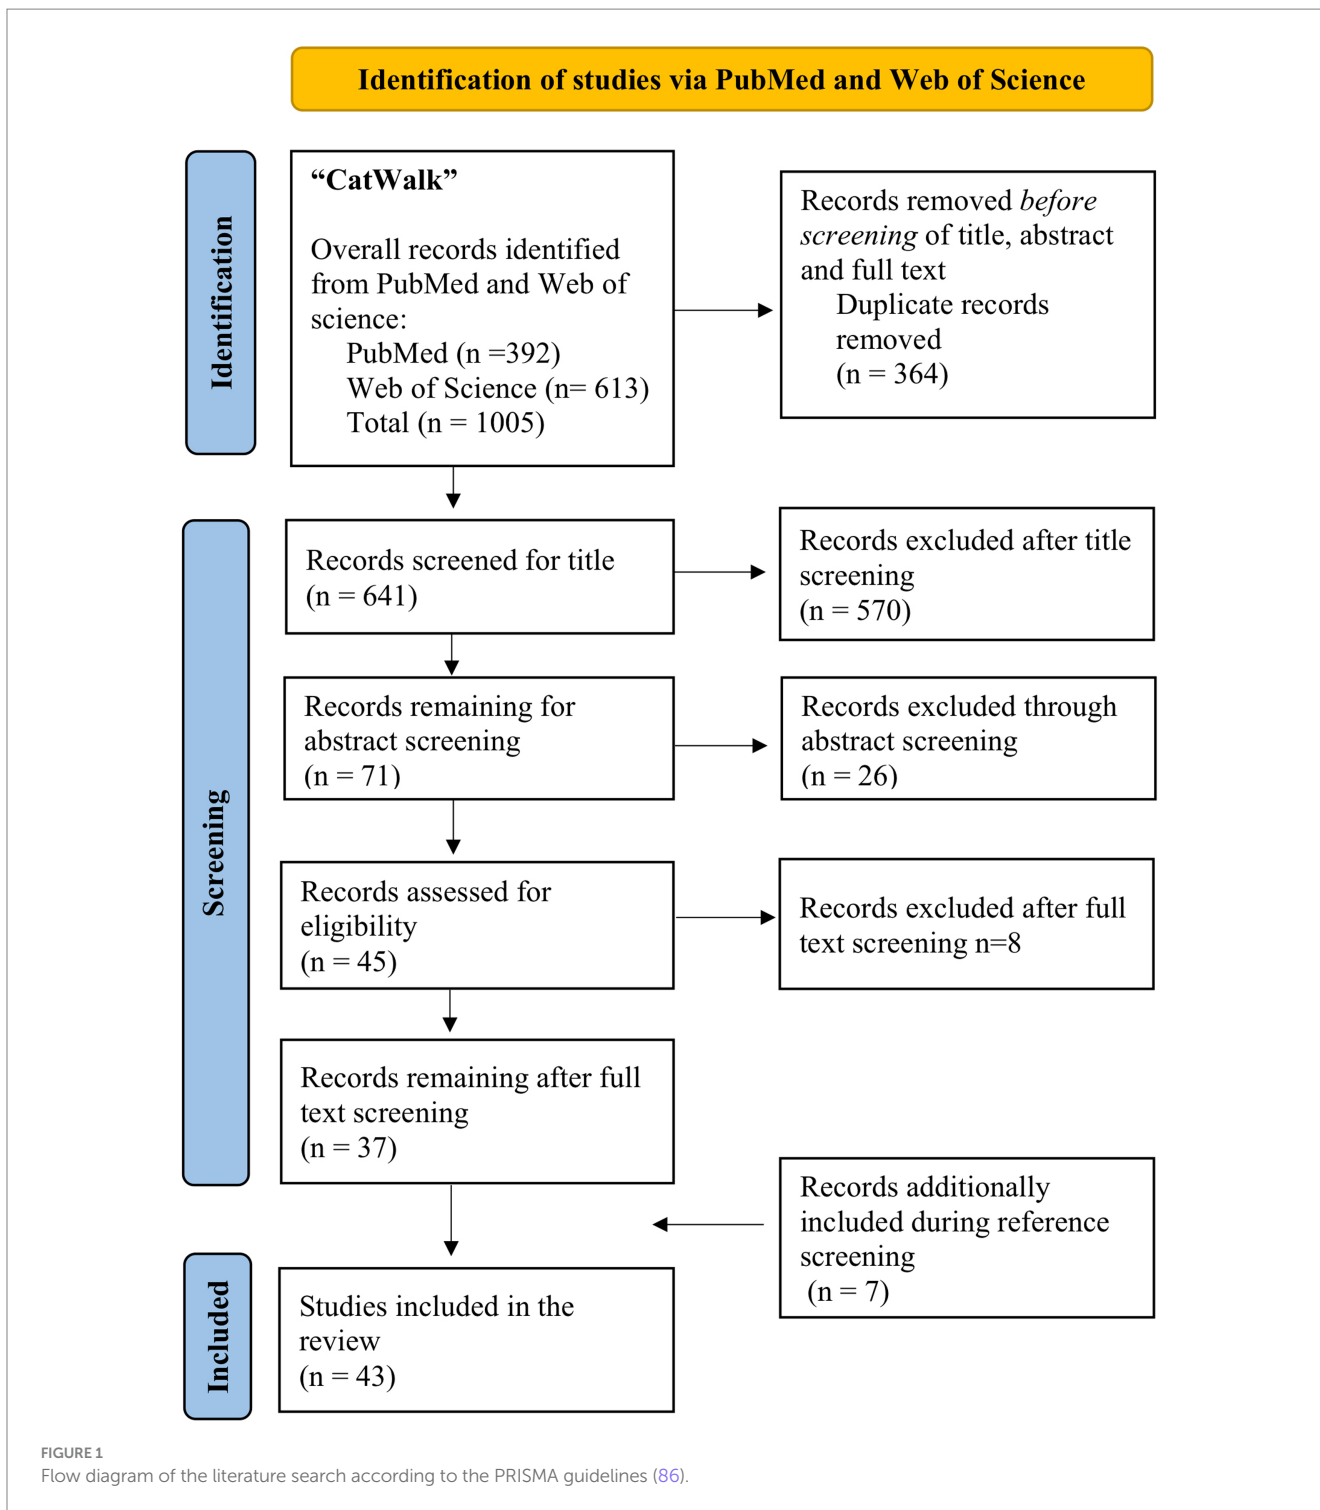 Identification of studies via PubMed and Web of Science
Identification
“CatWalk”
Overall records identified
from PubMed and Web of
science:
PubMed (n =392)
Web of Science (n= 613)
Total (n = 1005)
Records removed before
screening of title, abstract
and full text
Duplicate records
removed
(n = 364)
Screening
Records screened for title
(n = 641)
Records excluded after title
screening
(n = 570)
Records remaining for
abstract screening
(n = 71)
Records excluded through
abstract screening
(n = 26)
Records assessed for
eligibility
(n = 45)
Records excluded after full
text screening n=8
Records remaining after full
text screening
(n = 37)
Records additionally
included during reference
screening
(n = 7)
Included
Studies included in the
review
(n = 43)
FIGURE 1
Flow diagram of the literature search according to the PRISMA guidelines (86).